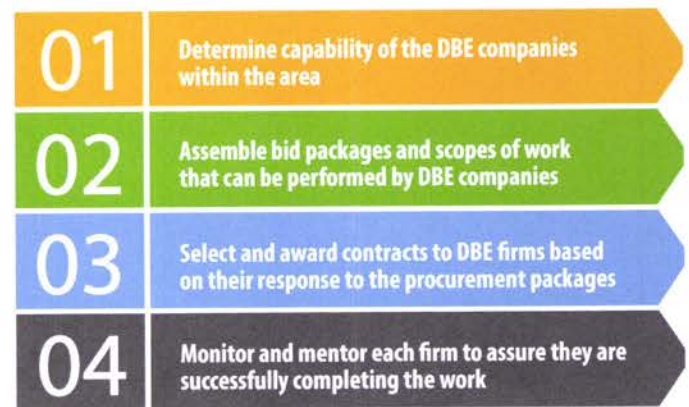 01
Determine capability of the DBE companies
within the area
02
Assemble bid packages and scopes of work
that can be performed by DBE companies
03
Select and award contracts to DBE firms based
on their response to the procurement packages
04
Monitor and mentor each firm to assure they are
successfully completing the work